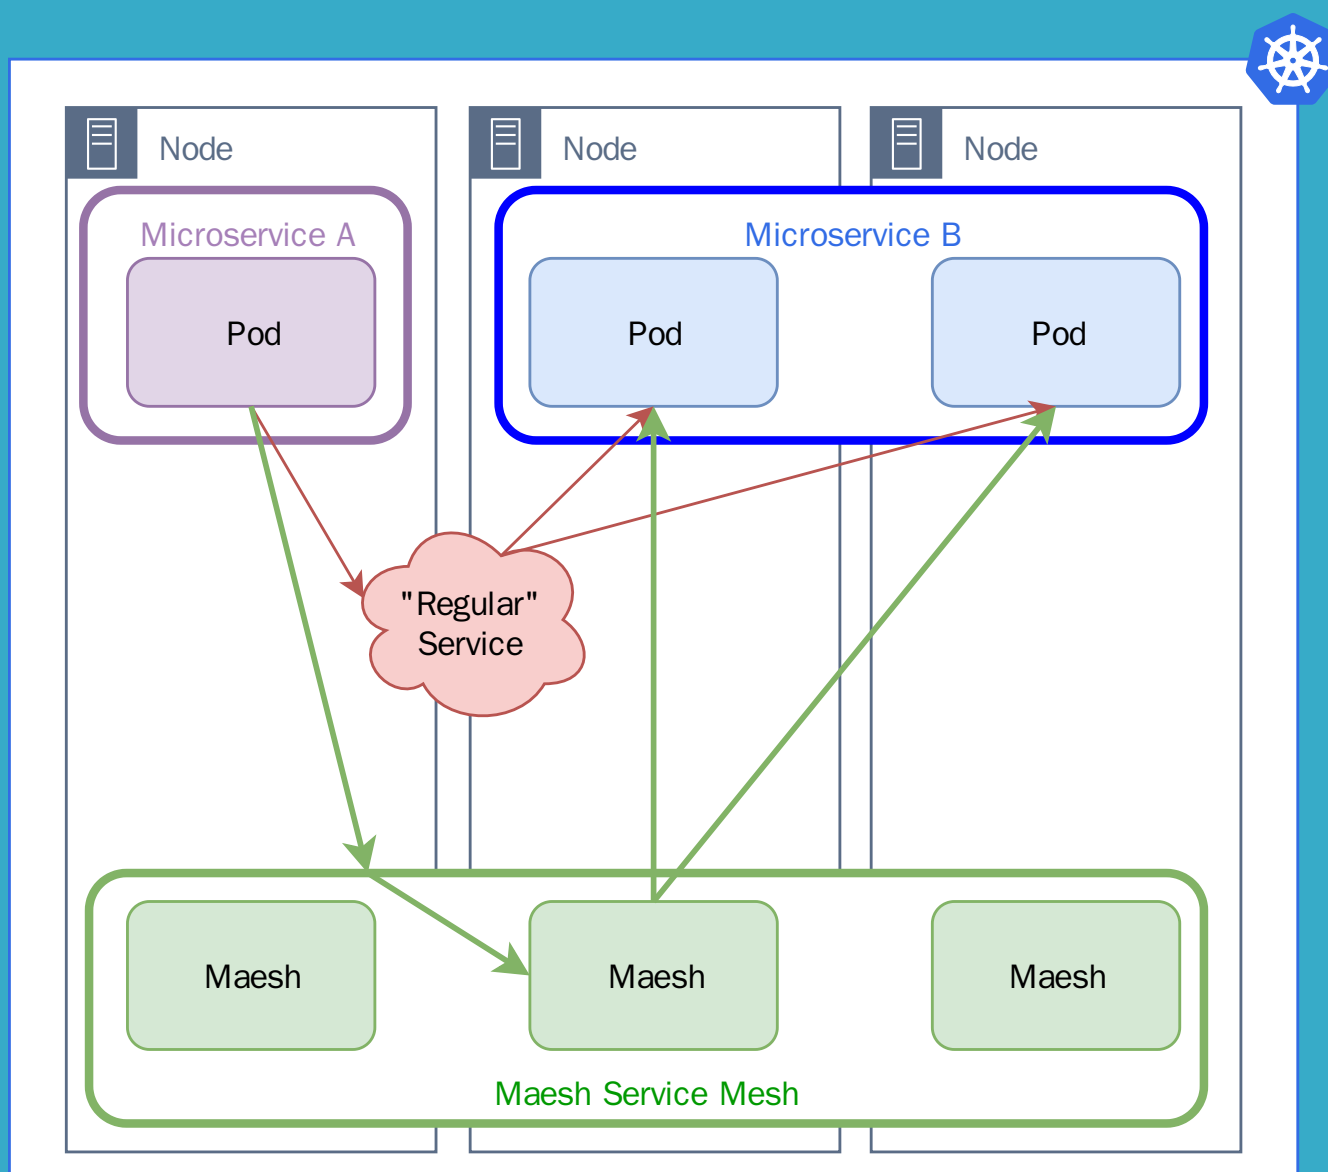 Node
Node
Node
Microservice A
Microservice B
Pod
Pod
Pod
"Regular"
Service
Maesh
Maesh
Maesh
Maesh Service Mesh